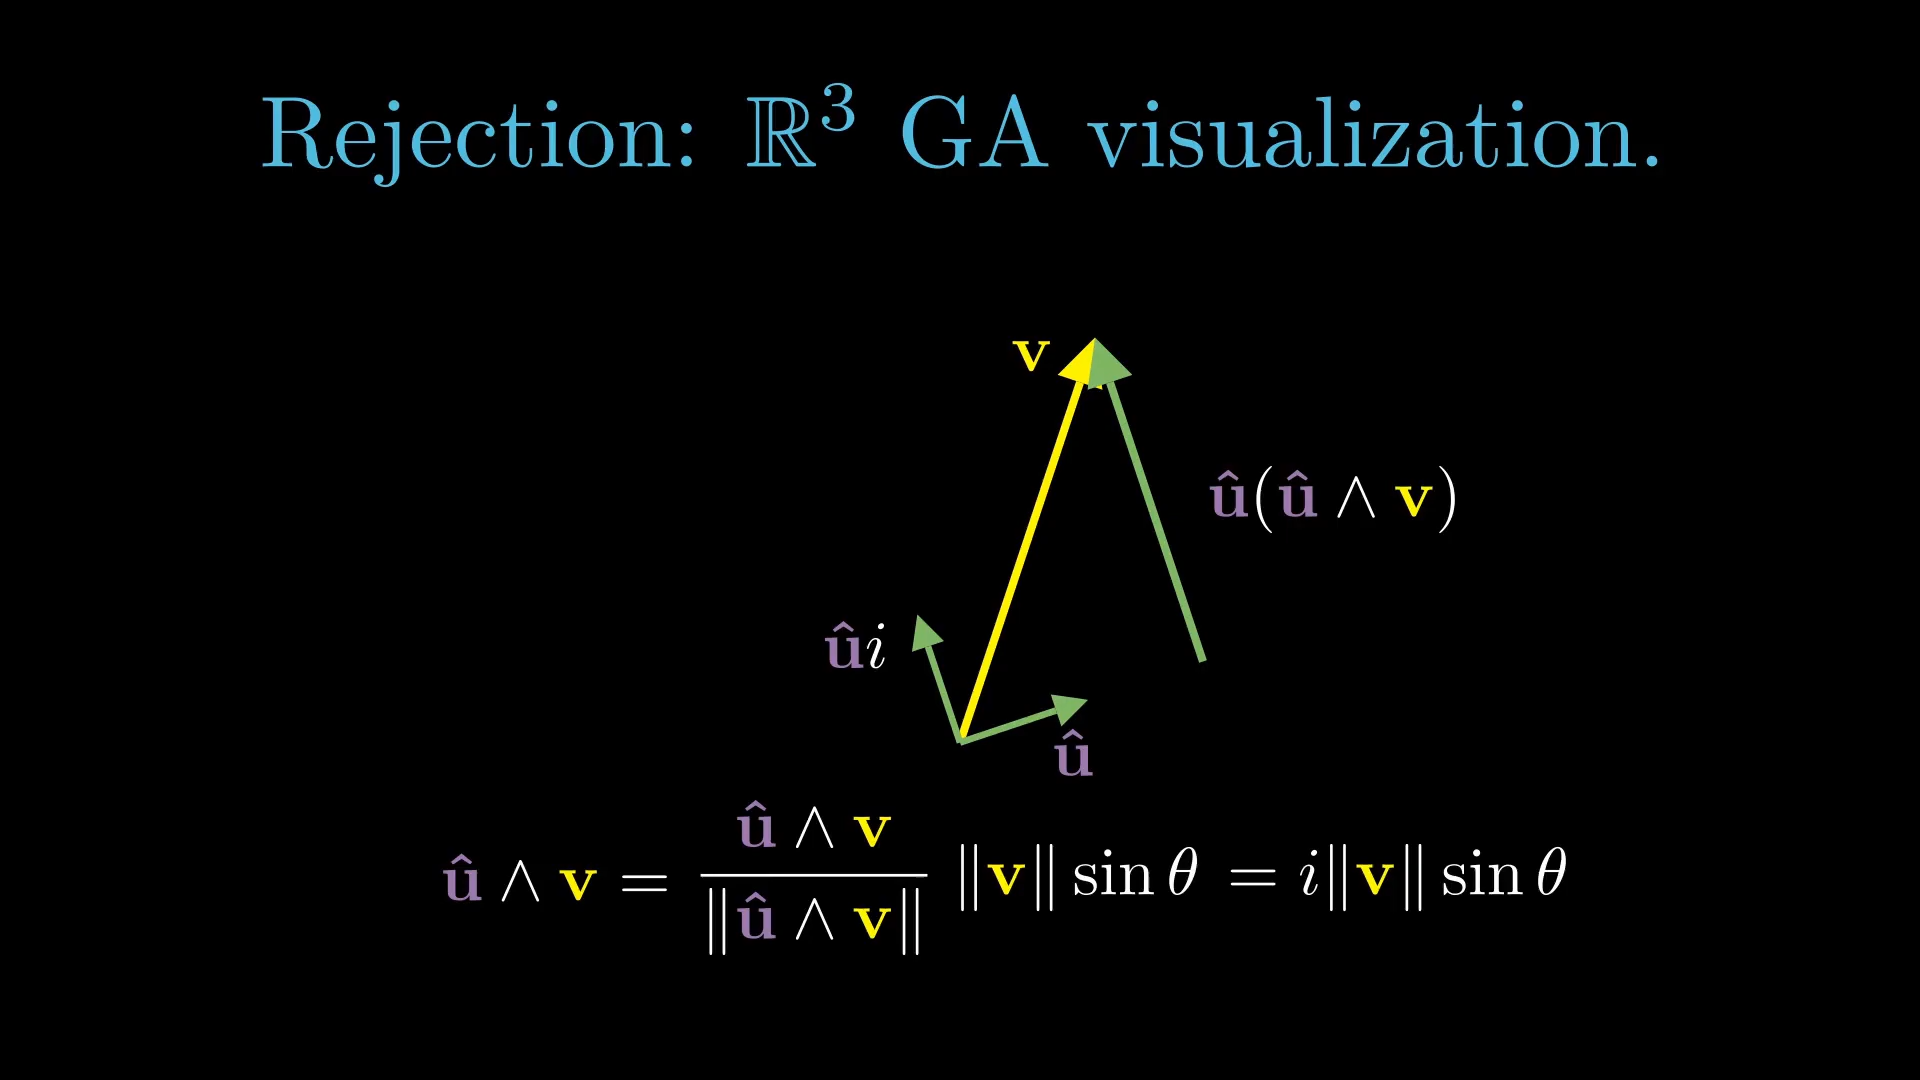 Rejection: ℝ³ GA visualization.
v
û(û ∧ v)
ûi
û
û ∧ v = (û ∧ v)/‖û ∧ v‖ ‖v‖ sin θ = i‖v‖ sin θ